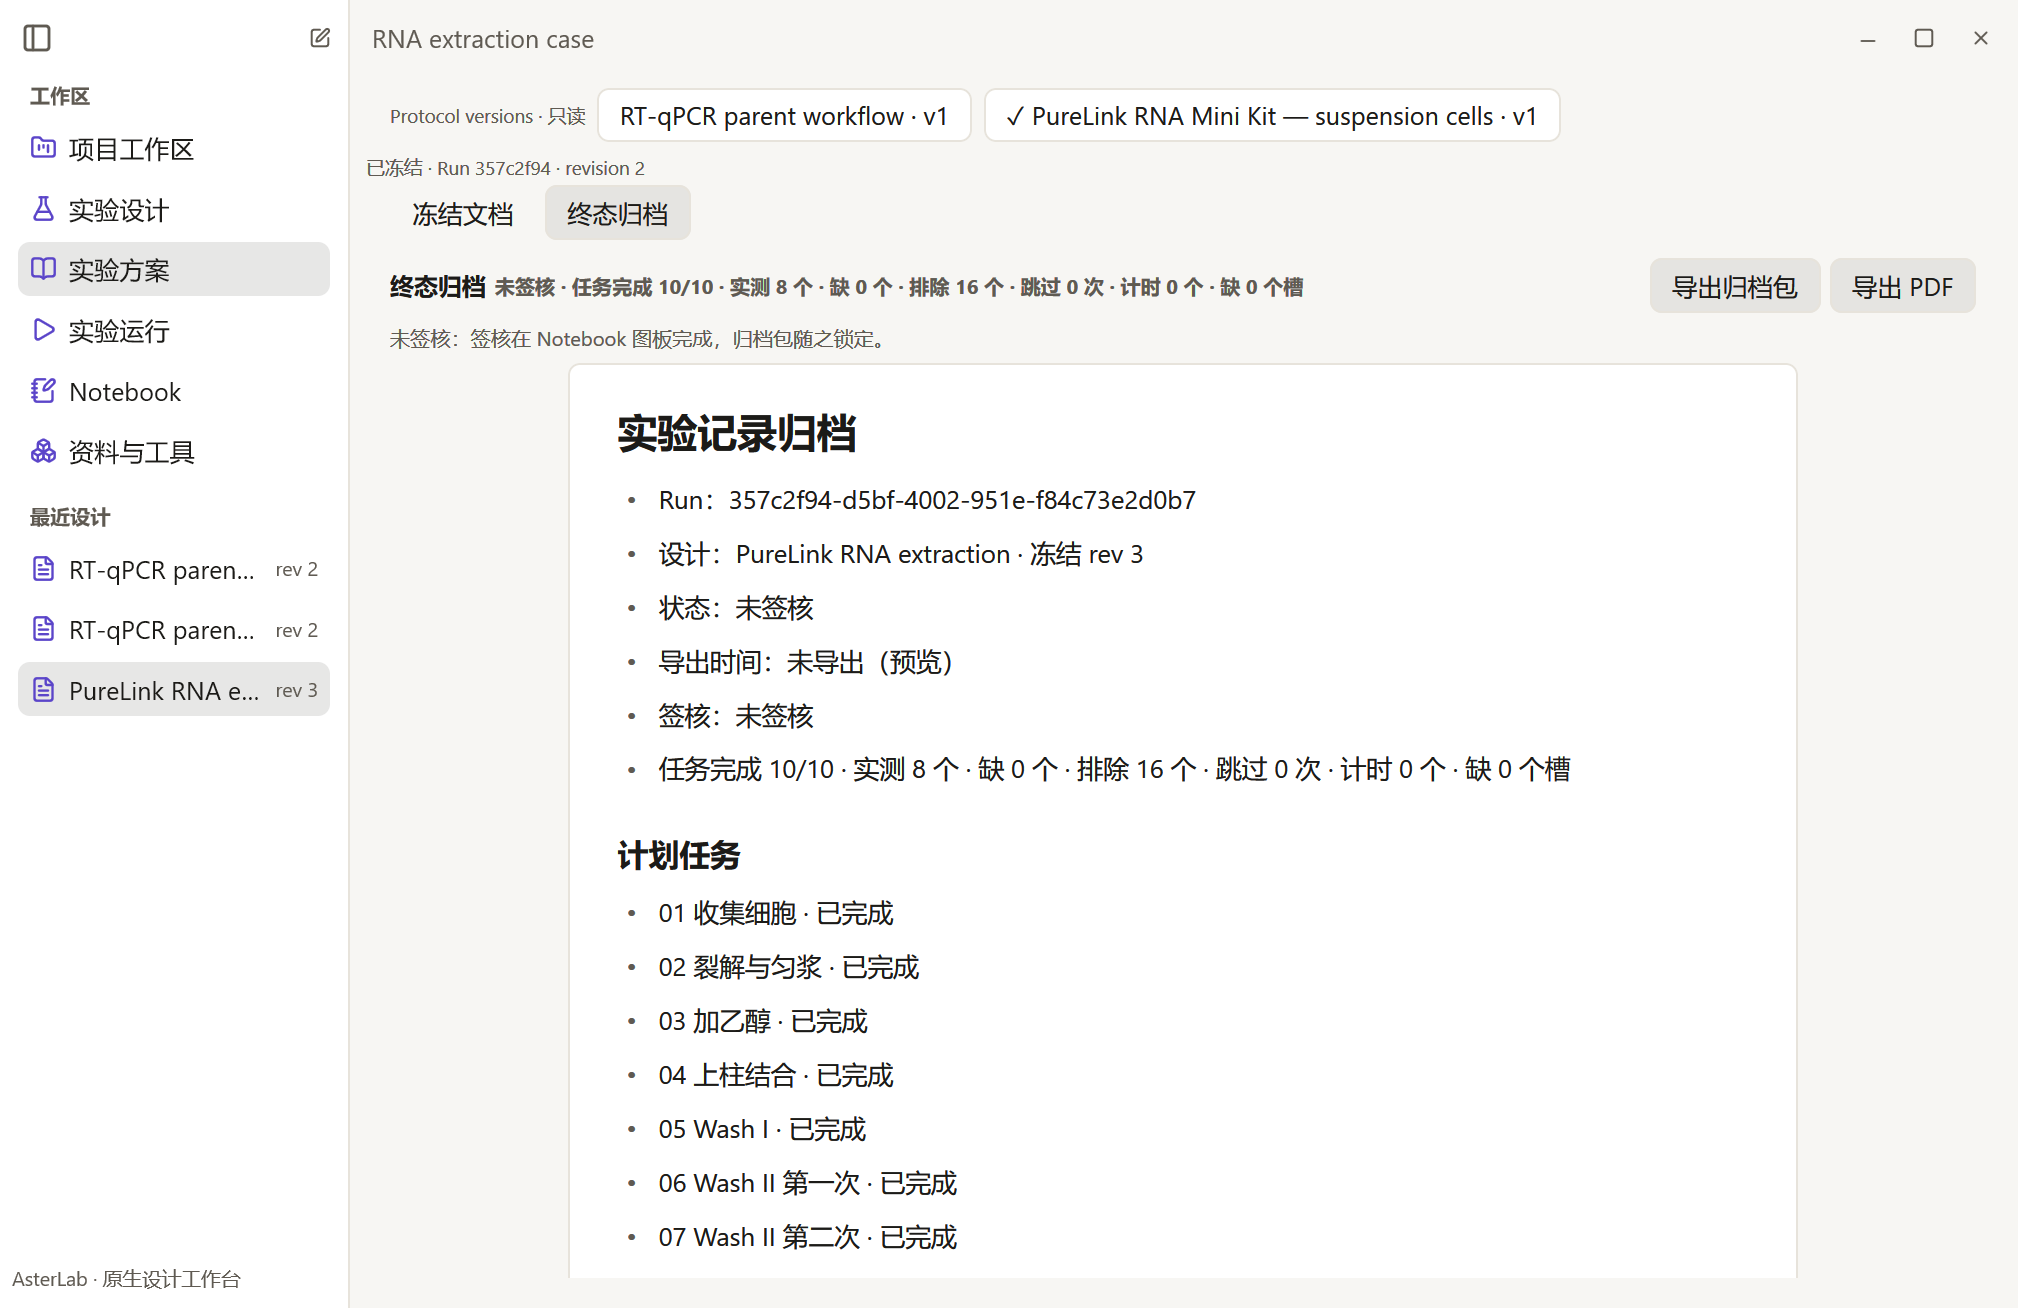 RNA extraction case
工作区
项目工作区
实验设计
实验方案
实验运行
Notebook
资料与工具
最近设计
RT-qPCR paren... rev 2
RT-qPCR paren... rev 2
PureLink RNA e... rev 3
AsterLab · 原生设计工作台
Protocol versions · 只读 RT-qPCR parent workflow · v1 ✓ PureLink RNA Mini Kit — suspension cells · v1
已冻结 · Run 357c2f94 · revision 2
冻结文档 终态归档
终态归档 未签核 · 任务完成 10/10 · 实测 8 个 · 缺 0 个 · 排除 16 个 · 跳过 0 次 · 计时 0 个 · 缺 0 个槽 导出归档包 导出 PDF
未签核：签核在 Notebook 图板完成，归档包随之锁定。
实验记录归档
• Run：357c2f94-d5bf-4002-951e-f84c73e2d0b7
• 设计：PureLink RNA extraction · 冻结 rev 3
• 状态：未签核
• 导出时间：未导出（预览）
• 签核：未签核
• 任务完成 10/10 · 实测 8 个 · 缺 0 个 · 排除 16 个 · 跳过 0 次 · 计时 0 个 · 缺 0 个槽
计划任务
• 01 收集细胞 · 已完成
• 02 裂解与匀浆 · 已完成
• 03 加乙醇 · 已完成
• 04 上柱结合 · 已完成
• 05 Wash I · 已完成
• 06 Wash II 第一次 · 已完成
• 07 Wash II 第二次 · 已完成